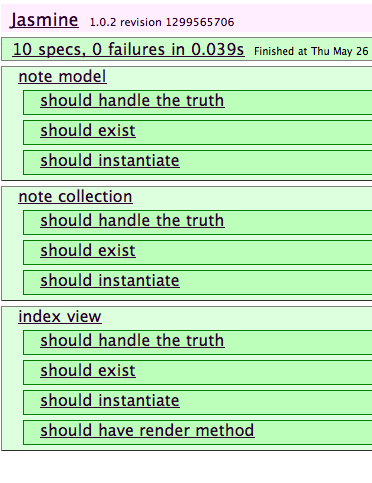 Jasmine 1.0.2 revision 1299565706
10 specs, 0 failures in 0.039s Finished at Thu May 26
note model
should handle the truth
should exist
should instantiate
note collection
should handle the truth
should exist
should instantiate
index view
should handle the truth
should exist
should instantiate
should have render method